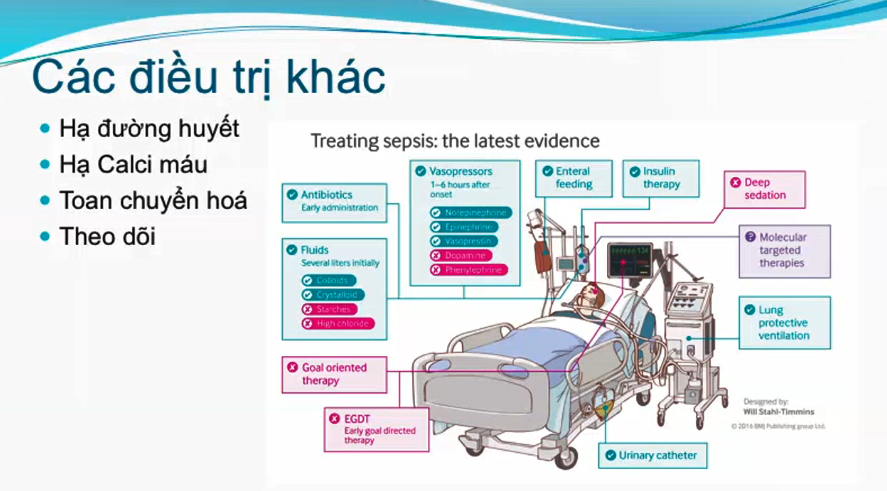 Các điều trị khác
Hạ đường huyết
Hạ Calci máu
Toan chuyển hoá
Theo dõi
Treating sepsis: the latest evidence
Antibiotics
Early administration
Fluids
Several liters initially
Colloids
Crystalloid
Starches
High chloride
Vasopressors
1–6 hours after
onset
Norepinephrine
Epinephrine
Vasopressin
Dopamine
Phenylephrine
Enteral
feeding
Insulin
therapy
Deep
sedation
Molecular
targeted
therapies
Lung
protective
ventilation
134
Goal oriented
therapy
EGDT
Early goal directed
therapy
Urinary catheter
Designed by:
Will Stahl-Timmins
© 2016 BMJ Publishing group Ltd.